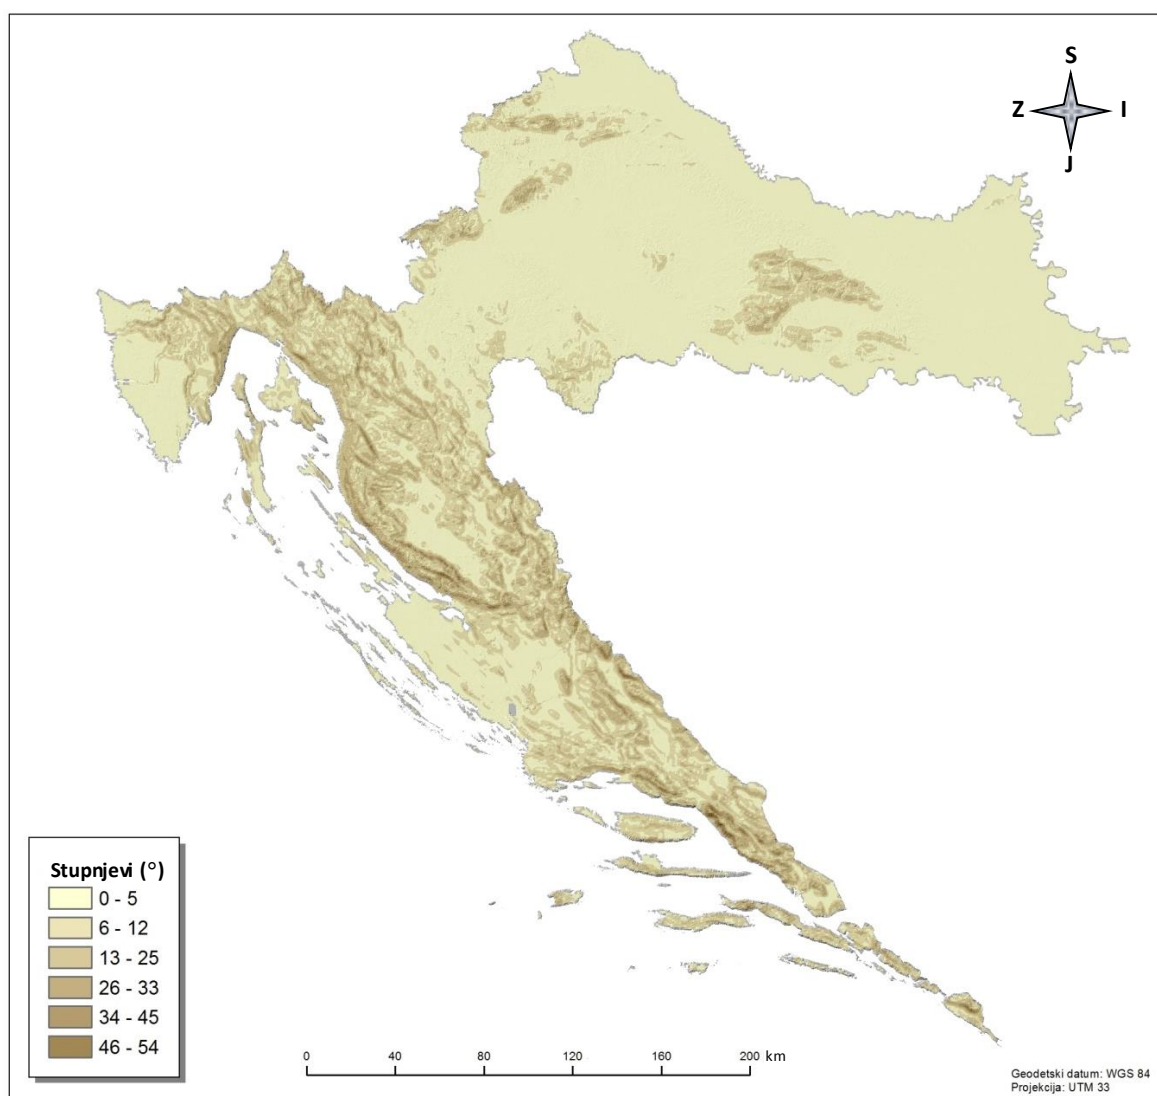 S
Z I
J
Stupnjevi (°)
0 - 5
6 - 12
13 - 25
26 - 33
34 - 45
46 - 54
0 40 80 120 160 200 km
Geodetski datum: WGS 84
Projekcija: UTM 33